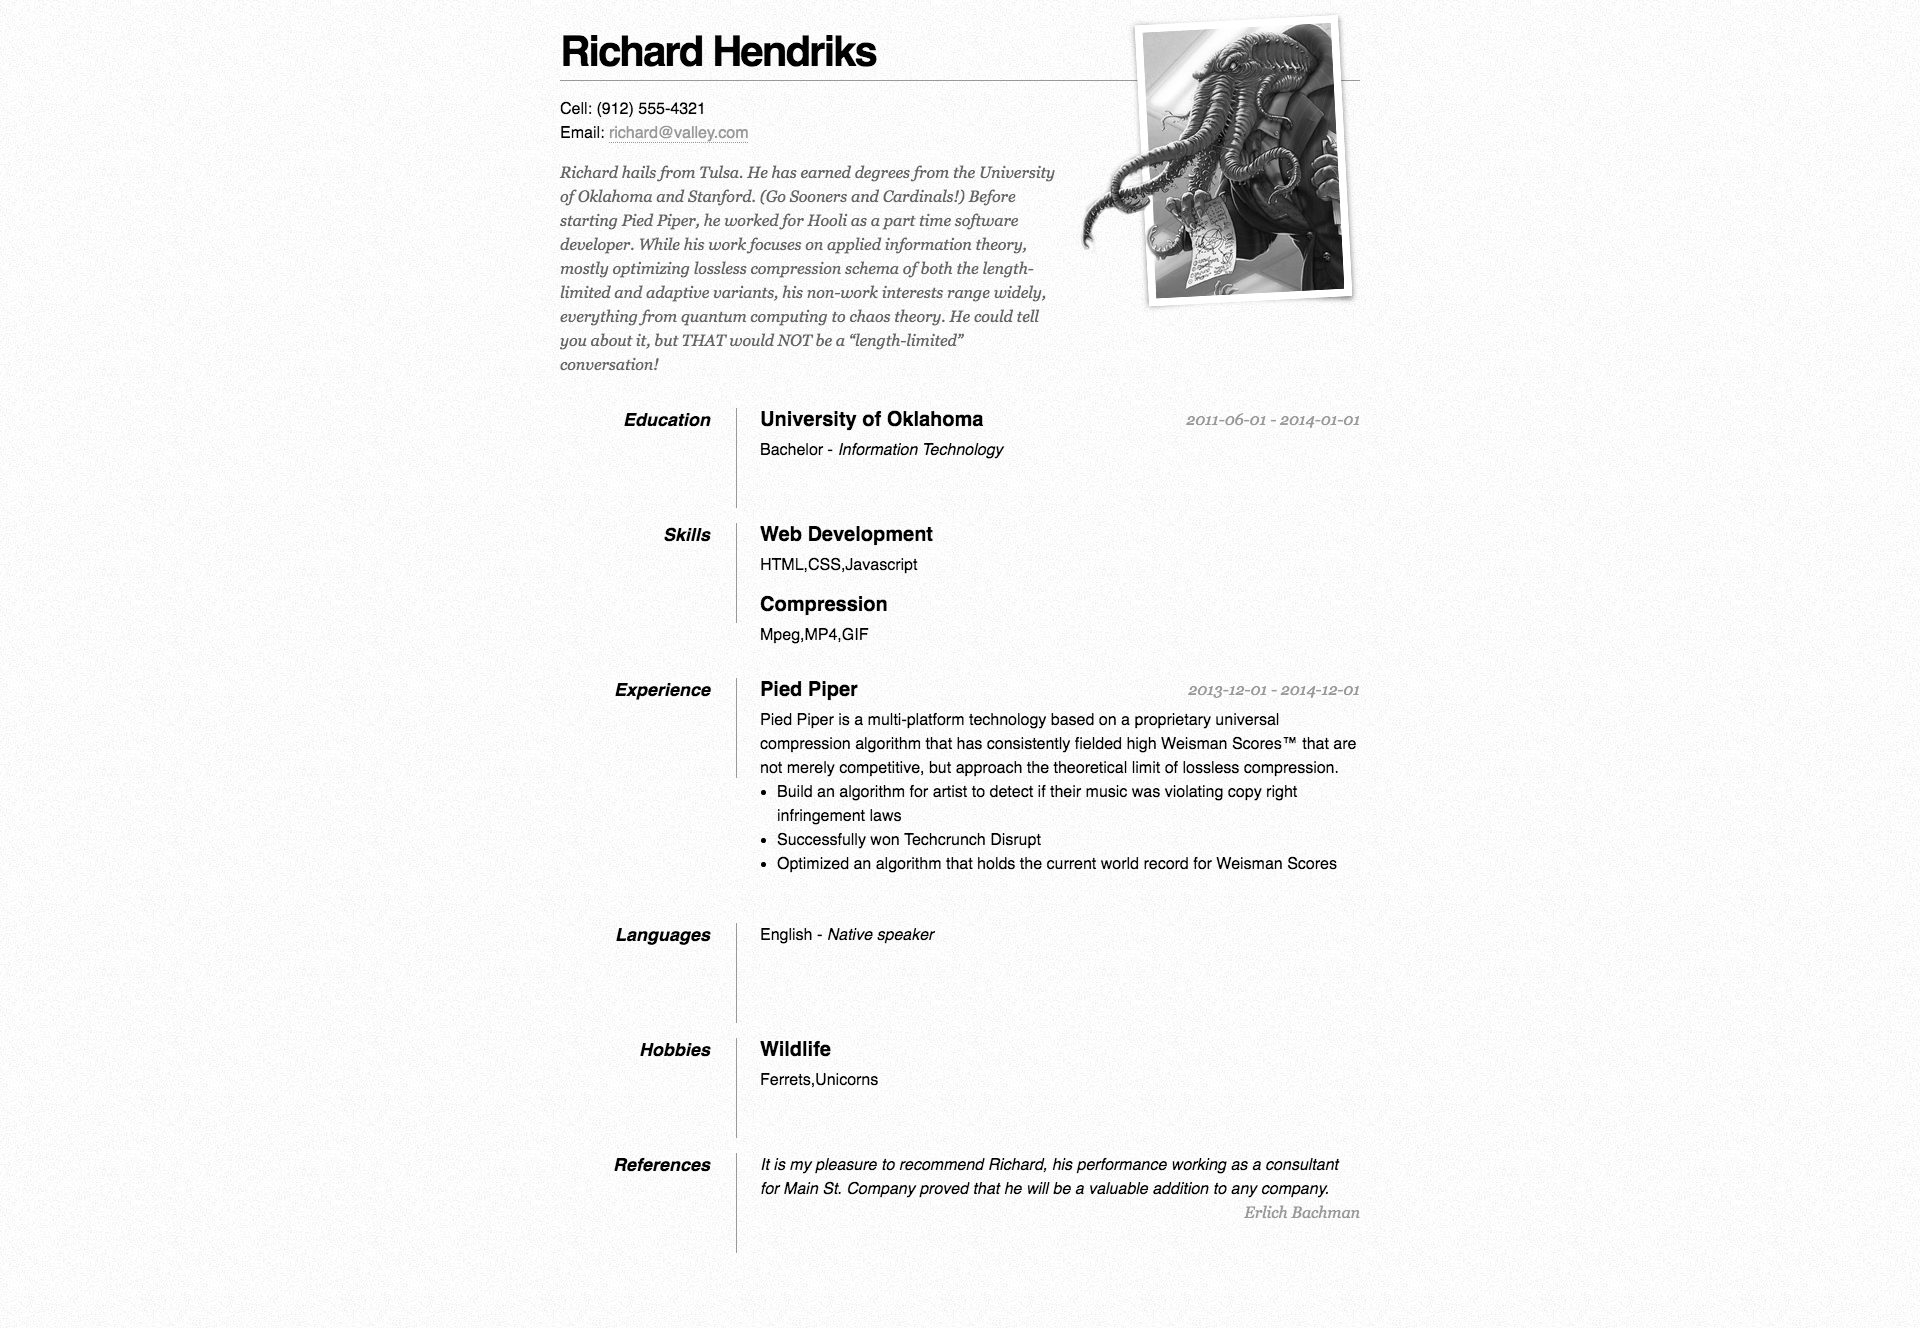 Richard Hendriks
Cell: (912) 555-4321
Email: richard@valley.com
Richard hails from Tulsa. He has earned degrees from the University
of Oklahoma and Stanford. (Go Sooners and Cardinals!) Before
starting Pied Piper, he worked for Hooli as a part time software
developer. While his work focuses on applied information theory,
mostly optimizing lossless compression schema of both the length-
limited and adaptive variants, his non-work interests range widely,
everything from quantum computing to chaos theory. He could tell
you about it, but THAT would NOT be a “length-limited”
conversation!
Education
University of Oklahoma
2011-06-01 - 2014-01-01
Bachelor - Information Technology
Skills
Web Development
HTML,CSS,Javascript
Compression
Mpeg,MP4,GIF
Experience
Pied Piper
2013-12-01 - 2014-12-01
Pied Piper is a multi-platform technology based on a proprietary universal
compression algorithm that has consistently fielded high Weisman Scores™ that are
not merely competitive, but approach the theoretical limit of lossless compression.
• Build an algorithm for artist to detect if their music was violating copy right
infringement laws
• Successfully won Techcrunch Disrupt
• Optimized an algorithm that holds the current world record for Weisman Scores
Languages
English - Native speaker
Hobbies
Wildlife
Ferrets,Unicorns
References
It is my pleasure to recommend Richard, his performance working as a consultant
for Main St. Company proved that he will be a valuable addition to any company.
Erlich Bachman